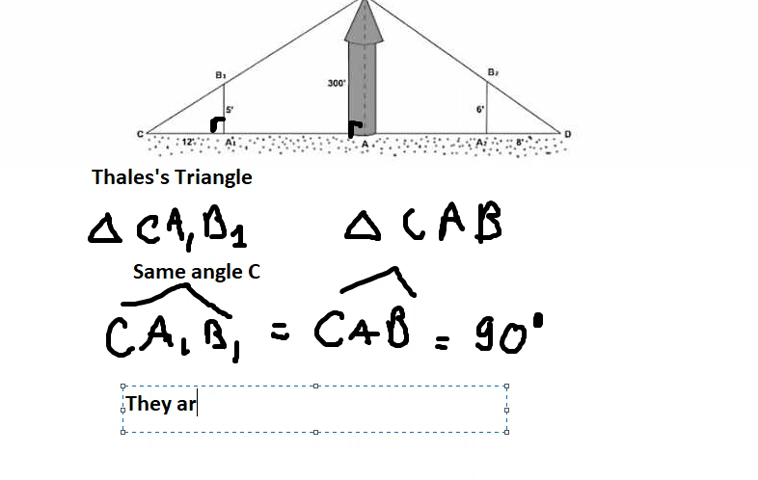 B₁ B₂
300' 5' 6'
C 12' A₁ A A₂ 8' D
Thales's Triangle
Δ CA₁B₁ Δ CAB
Same angle C
CA₁B₁ = CAB = 90°
They ar